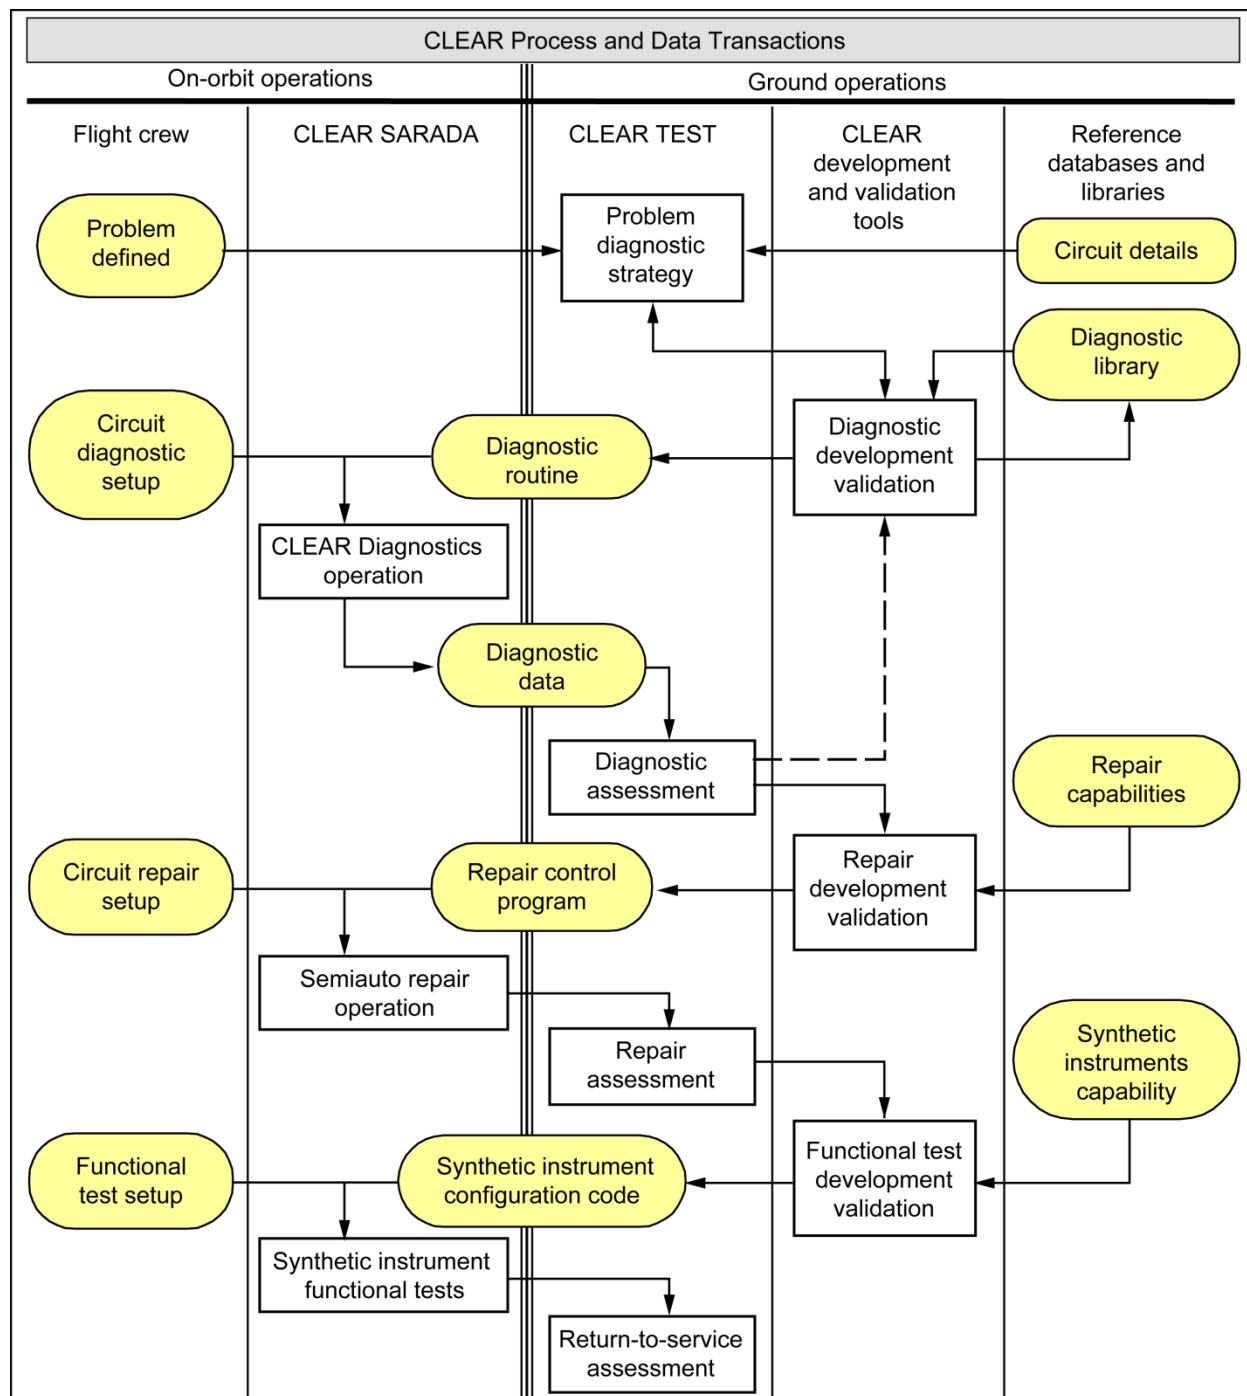 CLEAR Process and Data Transactions
On-orbit operations
Ground operations
Flight crew
CLEAR SARADA
CLEAR TEST
CLEAR
development
and validation
tools
Reference
databases and
libraries
Problem
defined
Problem
diagnostic
strategy
Circuit details
Diagnostic
library
Circuit
diagnostic
setup
Diagnostic
routine
Diagnostic
development
validation
CLEAR Diagnostics
operation
Diagnostic
data
Diagnostic
assessment
Repair
capabilities
Circuit repair
setup
Repair control
program
Repair
development
validation
Semiauto repair
operation
Repair
assessment
Synthetic
instruments
capability
Functional
test setup
Synthetic instrument
configuration code
Functional test
development
validation
Synthetic instrument
functional tests
Return-to-service
assessment